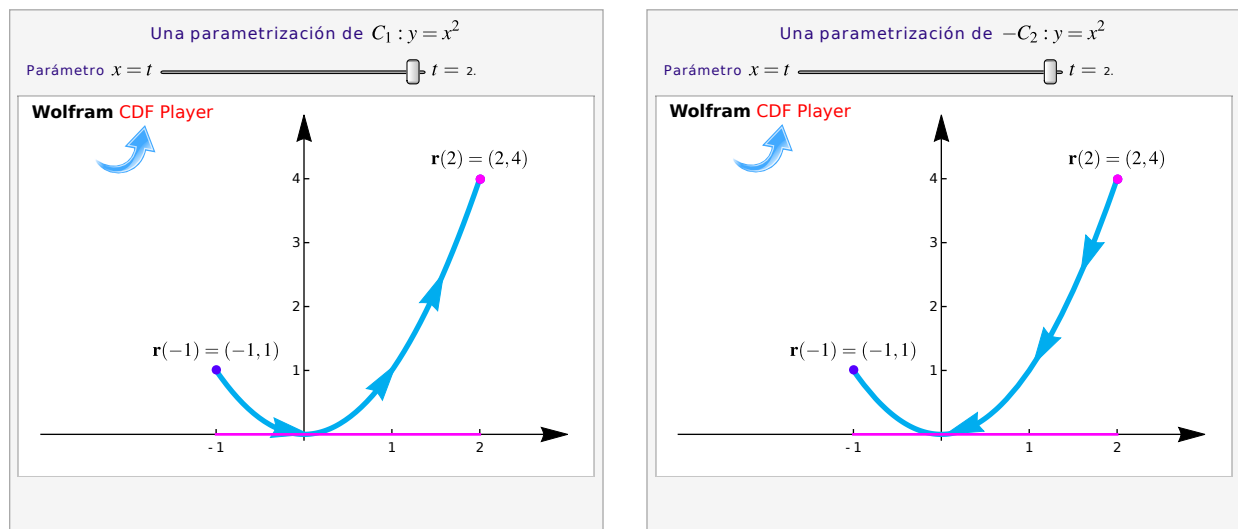 Una parametrización de C₁ : y = x²
Parámetro x = t t = 2.
Wolfram CDF Player
r(2) = (2,4)
4
3
2
r(−1) = (−1,1)
1
-1 1 2
Una parametrización de −C₂ : y = x²
Parámetro x = t t = 2.
Wolfram CDF Player
r(2) = (2,4)
4
3
2
r(−1) = (−1,1)
1
-1 1 2